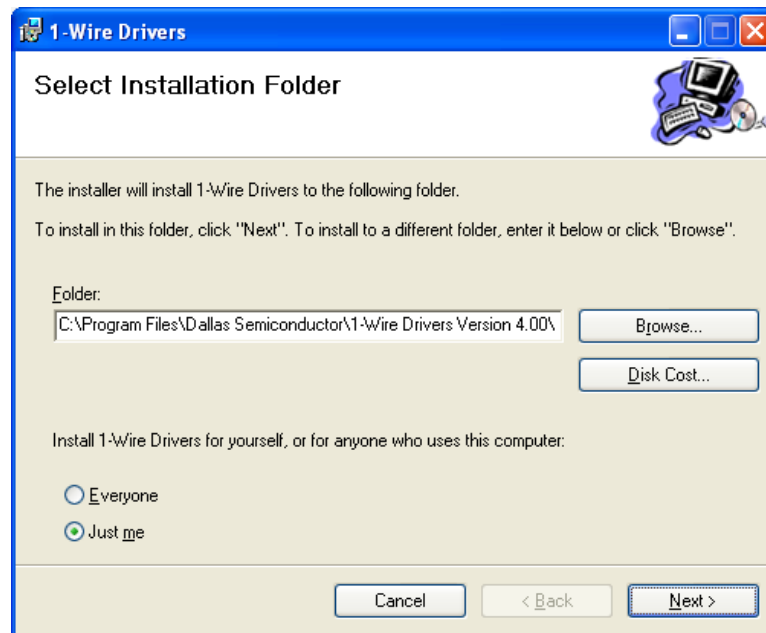 1-Wire Drivers
Select Installation Folder
The installer will install 1-Wire Drivers to the following folder.
To install in this folder, click "Next". To install to a different folder, enter it below or click "Browse".
Folder:
C:\Program Files\Dallas Semiconductor\1-Wire Drivers Version 4.00\
Browse...
Disk Cost...
Install 1-Wire Drivers for yourself, or for anyone who uses this computer:
Everyone
Just me
Cancel
< Back
Next >